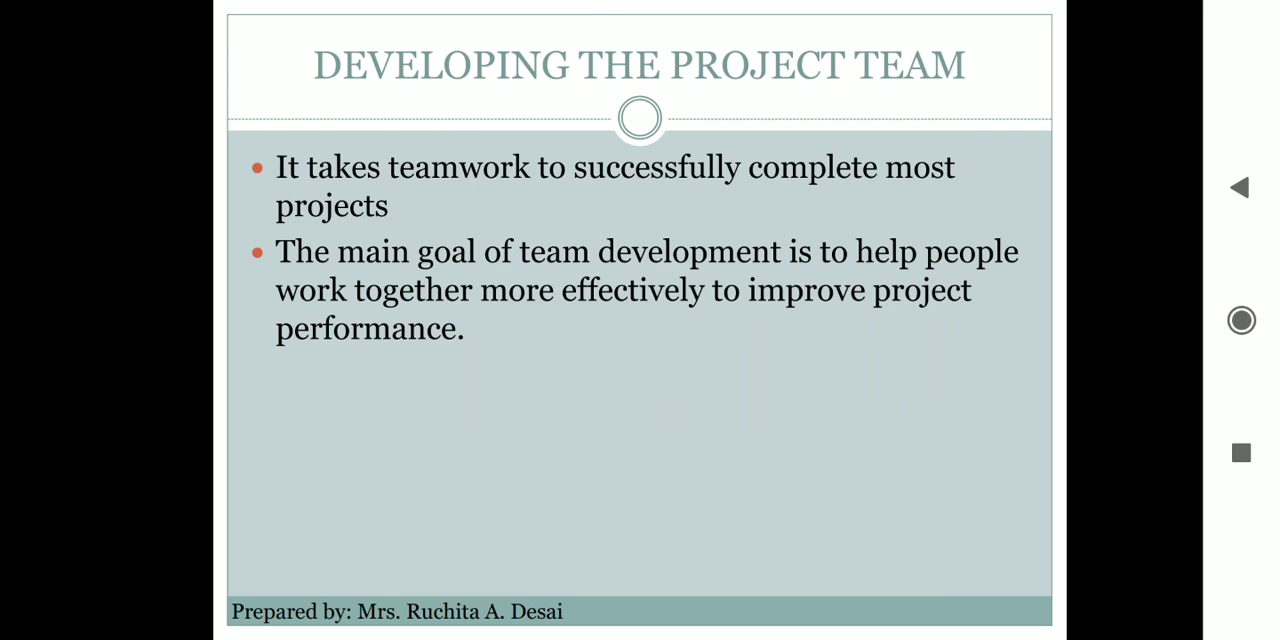 DEVELOPING THE PROJECT TEAM
It takes teamwork to successfully complete most
projects
The main goal of team development is to help people
work together more effectively to improve project
performance.
Prepared by: Mrs. Ruchita A. Desai